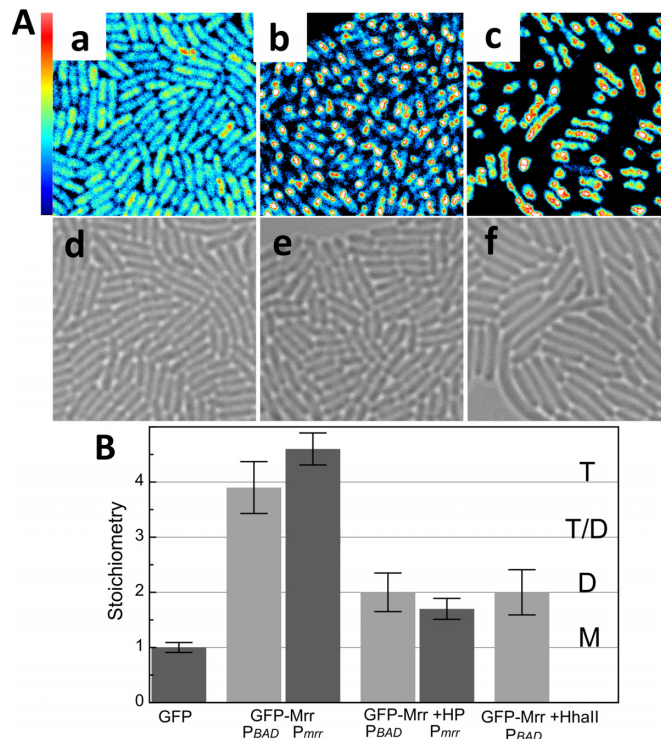 A
a b c
d e f
B
Stoichiometry
4
3
2
1
0
T
T/D
D
M
GFP GFP-Mrr GFP-Mrr +HP GFP-Mrr +HhaII
PBAD Pmrr PBAD Pmrr PBAD